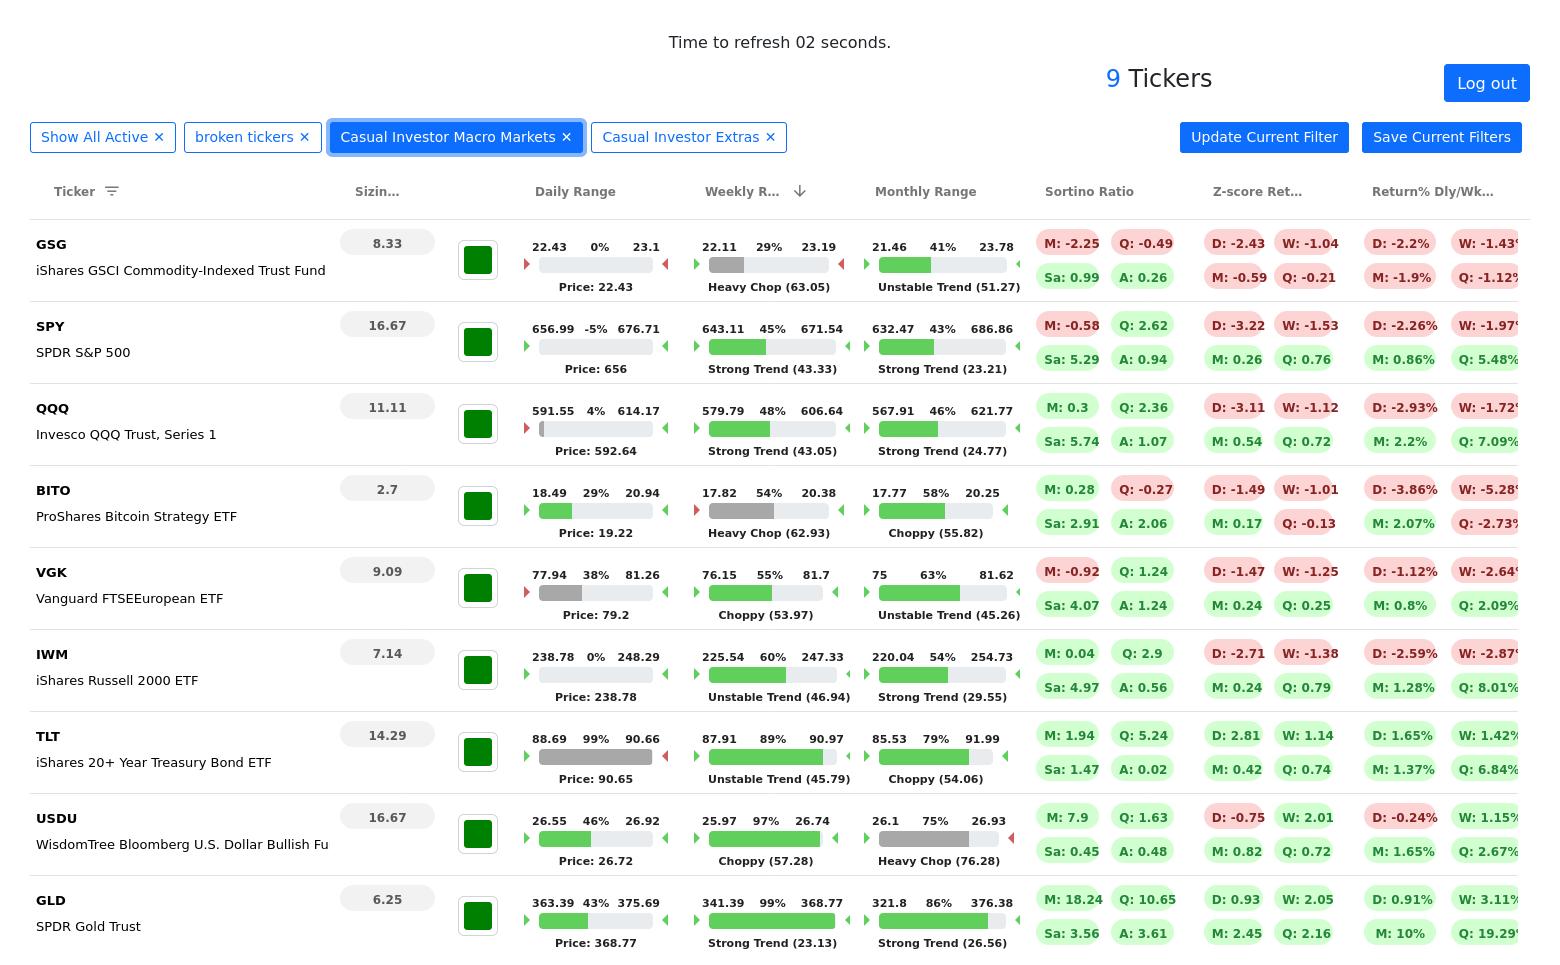 Time to refresh 02 seconds.
9 Tickers
Log out
Show All Active ✕ broken tickers ✕ Casual Investor Macro Markets ✕ Casual Investor Extras ✕ Update Current Filter Save Current Filters
Ticker Sizin... Daily Range Weekly R... Monthly Range Sortino Ratio Z-score Ret... Return% Dly/Wk...
GSG 8.33 22.43 0% 23.1 22.11 29% 23.19 21.46 41% 23.78 M: -2.25 Q: -0.49 D: -2.43 W: -1.04 D: -2.2% W: -1.43%
iShares GSCI Commodity-Indexed Trust Fund Sa: 0.99 A: 0.26 M: -0.59 Q: -0.21 M: -1.9% Q: -1.12%
Price: 22.43 Heavy Chop (63.05) Unstable Trend (51.27)
SPY 16.67 656.99 -5% 676.71 643.11 45% 671.54 632.47 43% 686.86 M: -0.58 Q: 2.62 D: -3.22 W: -1.53 D: -2.26% W: -1.97%
SPDR S&P 500 Sa: 5.29 A: 0.94 M: 0.26 Q: 0.76 M: 0.86% Q: 5.48%
Price: 656 Strong Trend (43.33) Strong Trend (23.21)
QQQ 11.11 591.55 4% 614.17 579.79 48% 606.64 567.91 46% 621.77 M: 0.3 Q: 2.36 D: -3.11 W: -1.12 D: -2.93% W: -1.72%
Invesco QQQ Trust, Series 1 Sa: 5.74 A: 1.07 M: 0.54 Q: 0.72 M: 2.2% Q: 7.09%
Price: 592.64 Strong Trend (43.05) Strong Trend (24.77)
BITO 2.7 18.49 29% 20.94 17.82 54% 20.38 17.77 58% 20.25 M: 0.28 Q: -0.27 D: -1.49 W: -1.01 D: -3.86% W: -5.28%
ProShares Bitcoin Strategy ETF Sa: 2.91 A: 2.06 M: 0.17 Q: -0.13 M: 2.07% Q: -2.73%
Price: 19.22 Heavy Chop (62.93) Choppy (55.82)
VGK 9.09 77.94 38% 81.26 76.15 55% 81.7 75 63% 81.62 M: -0.92 Q: 1.24 D: -1.47 W: -1.25 D: -1.12% W: -2.64%
Vanguard FTSEEuropean ETF Sa: 4.07 A: 1.24 M: 0.24 Q: 0.25 M: 0.8% Q: 2.09%
Price: 79.2 Choppy (53.97) Unstable Trend (45.26)
IWM 7.14 238.78 0% 248.29 225.54 60% 247.33 220.04 54% 254.73 M: 0.04 Q: 2.9 D: -2.71 W: -1.38 D: -2.59% W: -2.87%
iShares Russell 2000 ETF Sa: 4.97 A: 0.56 M: 0.24 Q: 0.79 M: 1.28% Q: 8.01%
Price: 238.78 Unstable Trend (46.94) Strong Trend (29.55)
TLT 14.29 88.69 99% 90.66 87.91 89% 90.97 85.53 79% 91.99 M: 1.94 Q: 5.24 D: 2.81 W: 1.14 D: 1.65% W: 1.42%
iShares 20+ Year Treasury Bond ETF Sa: 1.47 A: 0.02 M: 0.42 Q: 0.74 M: 1.37% Q: 6.84%
Price: 90.65 Unstable Trend (45.79) Choppy (54.06)
USDU 16.67 26.55 46% 26.92 25.97 97% 26.74 26.1 75% 26.93 M: 7.9 Q: 1.63 D: -0.75 W: 2.01 D: -0.24% W: 1.15%
WisdomTree Bloomberg U.S. Dollar Bullish Fu Sa: 0.45 A: 0.48 M: 0.82 Q: 0.72 M: 1.65% Q: 2.67%
Price: 26.72 Choppy (57.28) Heavy Chop (76.28)
GLD 6.25 363.39 43% 375.69 341.39 99% 368.77 321.8 86% 376.38 M: 18.24 Q: 10.65 D: 0.93 W: 2.05 D: 0.91% W: 3.11%
SPDR Gold Trust Sa: 3.56 A: 3.61 M: 2.45 Q: 2.16 M: 10% Q: 19.29%
Price: 368.77 Strong Trend (23.13) Strong Trend (26.56)